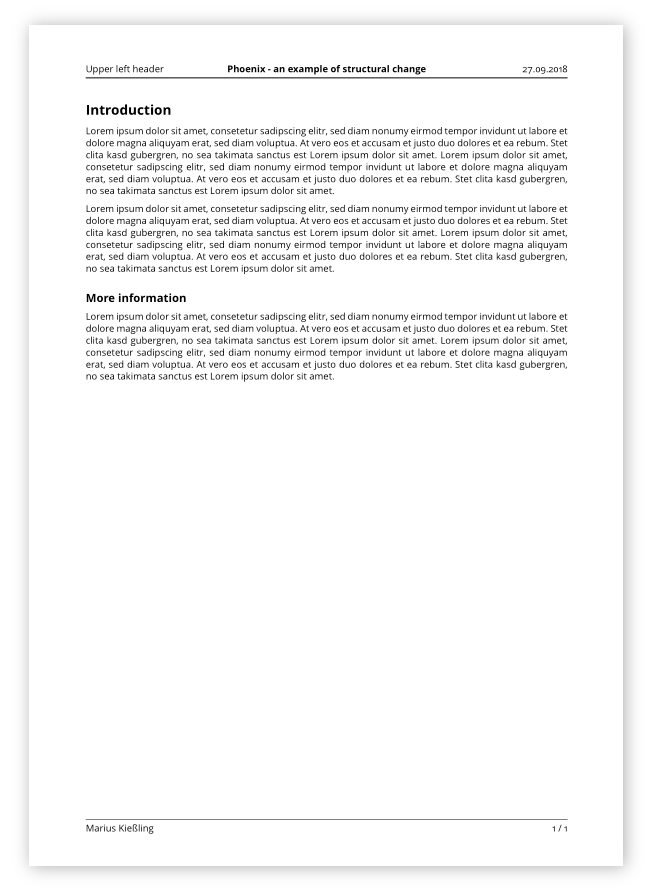 Upper left header Phoenix - an example of structural change 27.09.2018
Introduction
Lorem ipsum dolor sit amet, consetetur sadipscing elitr, sed diam nonumy eirmod tempor invidunt ut labore et
dolore magna aliquyam erat, sed diam voluptua. At vero eos et accusam et justo duo dolores et ea rebum. Stet
clita kasd gubergren, no sea takimata sanctus est Lorem ipsum dolor sit amet. Lorem ipsum dolor sit amet,
consetetur sadipscing elitr, sed diam nonumy eirmod tempor invidunt ut labore et dolore magna aliquyam
erat, sed diam voluptua. At vero eos et accusam et justo duo dolores et ea rebum. Stet clita kasd gubergren,
no sea takimata sanctus est Lorem ipsum dolor sit amet.
Lorem ipsum dolor sit amet, consetetur sadipscing elitr, sed diam nonumy eirmod tempor invidunt ut labore et
dolore magna aliquyam erat, sed diam voluptua. At vero eos et accusam et justo duo dolores et ea rebum. Stet
clita kasd gubergren, no sea takimata sanctus est Lorem ipsum dolor sit amet. Lorem ipsum dolor sit amet,
consetetur sadipscing elitr, sed diam nonumy eirmod tempor invidunt ut labore et dolore magna aliquyam
erat, sed diam voluptua. At vero eos et accusam et justo duo dolores et ea rebum. Stet clita kasd gubergren,
no sea takimata sanctus est Lorem ipsum dolor sit amet.
More information
Lorem ipsum dolor sit amet, consetetur sadipscing elitr, sed diam nonumy eirmod tempor invidunt ut labore et
dolore magna aliquyam erat, sed diam voluptua. At vero eos et accusam et justo duo dolores et ea rebum. Stet
clita kasd gubergren, no sea takimata sanctus est Lorem ipsum dolor sit amet. Lorem ipsum dolor sit amet,
consetetur sadipscing elitr, sed diam nonumy eirmod tempor invidunt ut labore et dolore magna aliquyam
erat, sed diam voluptua. At vero eos et accusam et justo duo dolores et ea rebum. Stet clita kasd gubergren,
no sea takimata sanctus est Lorem ipsum dolor sit amet.
Marius Kießling 1 / 1